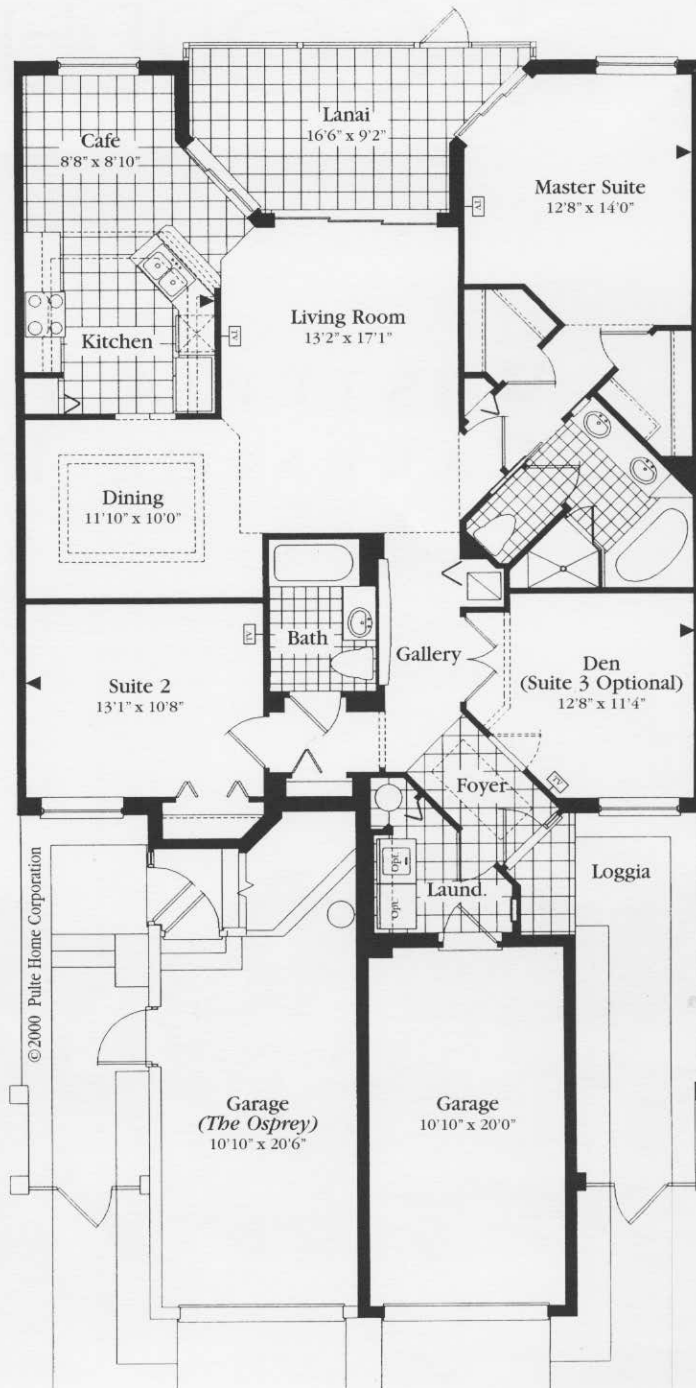 Lanai
16'6" x 9'2"
Cafe
8'8" x 8'10"
Master Suite
12'8" x 14'0"
TV
Living Room
13'2" x 17'1"
Kitchen
TV
Dining
11'10" x 10'0"
TV
Bath
Gallery
Den
(Suite 3 Optional)
12'8" x 11'4"
Suite 2
13'1" x 10'8"
TV
Foyer
Opt.
Laund.
Opt.
Loggia
©2000 Pulte Home Corporation
Garage
(The Osprey)
10'10" x 20'6"
Garage
10'10" x 20'0"